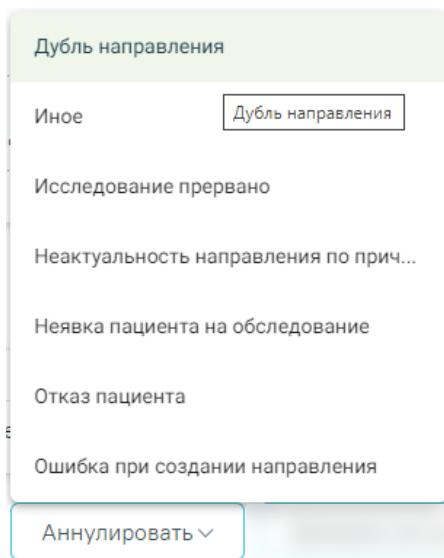 Дубль направления
Иное
Дубль направления
Исследование прервано
Неактуальность направления по прич...
Неявка пациента на обследование
Отказ пациента
Ошибка при создании направления
Аннулировать